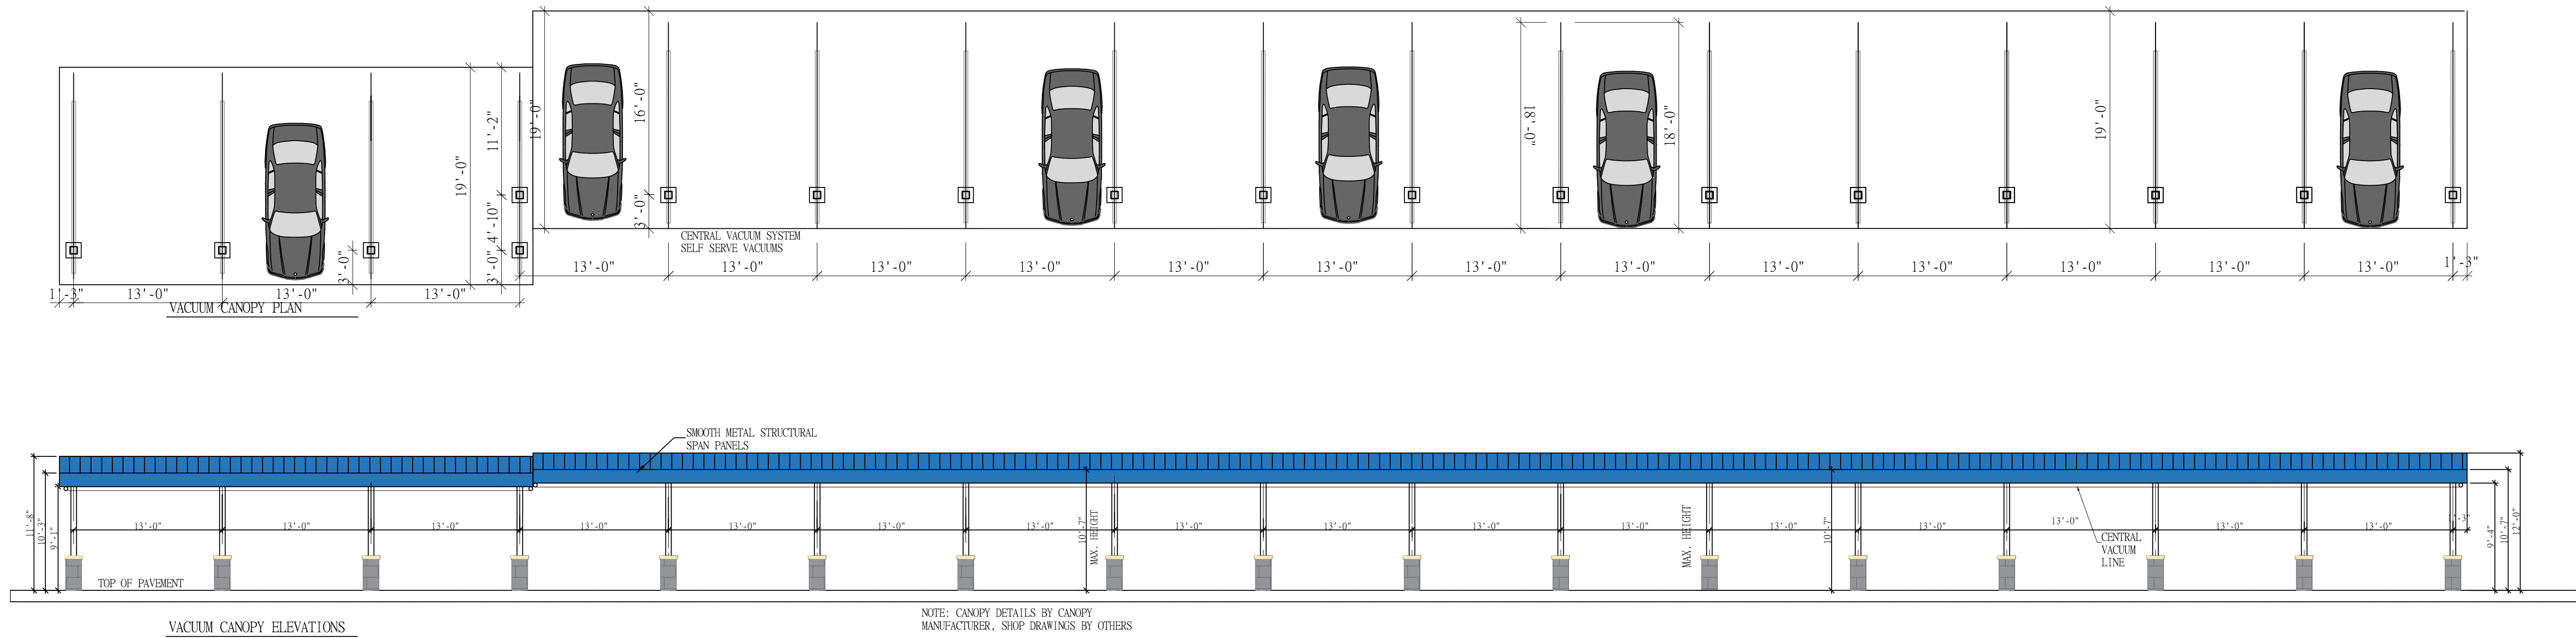 19'-0"
16'-0"
3'-0"
18'-0"
18'-0"
19'-0"
19'-0"
11'-2"
4'-10"
3'-0"
3'-0"
CENTRAL VACUUM SYSTEM
SELF SERVE VACUUMS
13'-0" 13'-0" 13'-0" 13'-0" 13'-0" 13'-0" 13'-0" 13'-0" 13'-0" 13'-0" 13'-0" 13'-0" 13'-0" 1'-3"
1'-3" 13'-0" 13'-0" 13'-0"
VACUUM CANOPY PLAN
SMOOTH METAL STRUCTURAL
SPAN PANELS
11'-8"
10'-3"
9'-1"
13'-0" 13'-0" 13'-0" 13'-0" 13'-0" 13'-0" 13'-0" 13'-0" 13'-0" 13'-0" 13'-0" 13'-0" 13'-0" 13'-0" 13'-0" 13'-0" 1'-3"
10'-7"
MAX. HEIGHT
MAX. HEIGHT
10'-7"
CENTRAL
VACUUM
LINE
9'-4"
10'-7"
12'-0"
TOP OF PAVEMENT
NOTE: CANOPY DETAILS BY CANOPY
MANUFACTURER, SHOP DRAWINGS BY OTHERS
VACUUM CANOPY ELEVATIONS